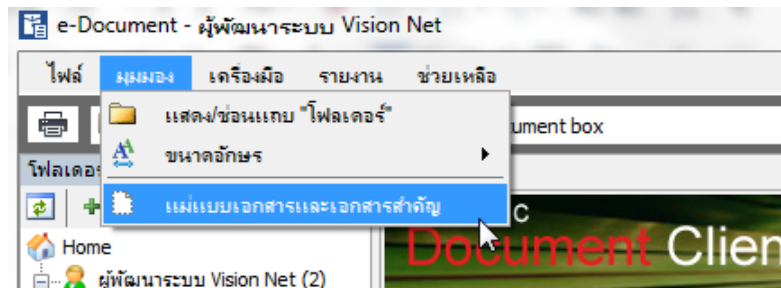 e-Document - ผู้พัฒนาระบบ Vision Net
ไฟล์ มุมมอง เครื่องมือ รายงาน ช่วยเหลือ
แสดง/ซ่อนแถบ "โฟลเดอร์"
ument box
ขนาดอักษร
โฟลเดอร
แม่แบบเอกสารและเอกสารสำคัญ
c
Home
Document Clien
ผู้พัฒนาระบบ Vision Net (2)